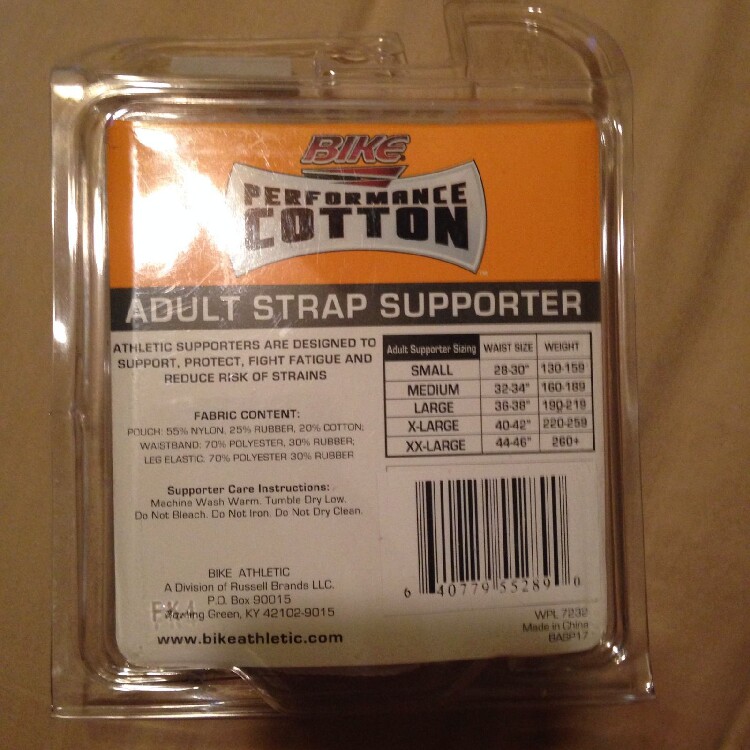 BIKE
PERFORMANCE
COTTON
ADULT STRAP SUPPORTER
ATHLETIC SUPPORTERS ARE DESIGNED TO
SUPPORT, PROTECT, FIGHT FATIGUE AND
REDUCE RISK OF STRAINS
FABRIC CONTENT:
POUCH: 55% NYLON, 25% RUBBER, 20% COTTON;
WAISTBAND: 70% POLYESTER, 30% RUBBER;
LEG ELASTIC: 70% POLYESTER 30% RUBBER
Supporter Care Instructions:
Machine Wash Warm. Tumble Dry Low.
Do Not Bleach. Do Not Iron. Do Not Dry Clean.
BIKE ATHLETIC
A Division of Russell Brands LLC.
P.O. Box 90015
Bowling Green, KY 42102-9015
www.bikeathletic.com
Adult Supporter Sizing WAIST SIZE WEIGHT
SMALL 28-30" 130-159
MEDIUM 32-34" 160-189
LARGE 36-38" 190-219
X-LARGE 40-42" 220-259
XX-LARGE 44-46" 260+
6 40779 55289 0
WPL 7232
Made in China
BASP17